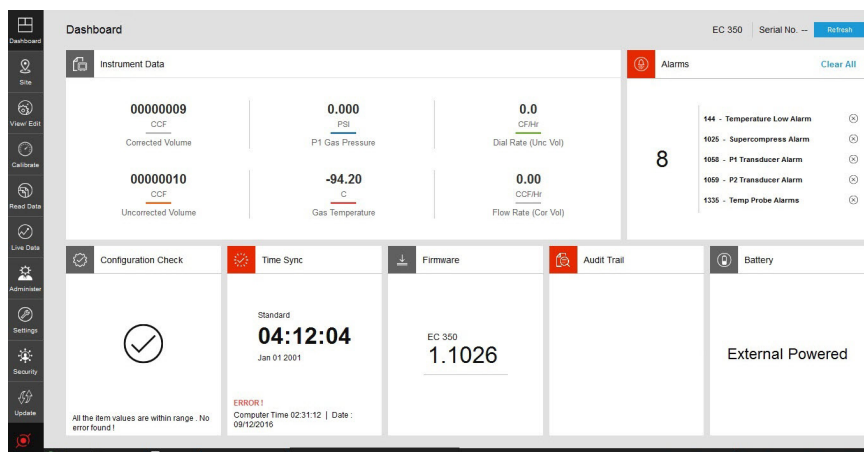 Dashboard
EC 350 Serial No. -- Refresh
Dashboard
Site
View/ Edit
Calibrate
Read Data
Live Data
Administer
Settings
Security
Update
Instrument Data
00000009
CCF
Corrected Volume
0.000
PSI
P1 Gas Pressure
0.0
CF/Hr
Dial Rate (Unc Vol)
00000010
CCF
Uncorrected Volume
-94.20
C
Gas Temperature
0.00
CCF/Hr
Flow Rate (Cor Vol)
Alarms Clear All
8
144 - Temperature Low Alarm
1025 - Supercompress Alarm
1058 - P1 Transducer Alarm
1059 - P2 Transducer Alarm
1335 - Temp Probe Alarms
Configuration Check
All the item values are within range . No
error found !
Time Sync
Standard
04:12:04
Jan 01 2001
ERROR !
Computer Time 02:31:12 | Date :
09/12/2016
Firmware
EC 350
1.1026
Audit Trail
Battery
External Powered